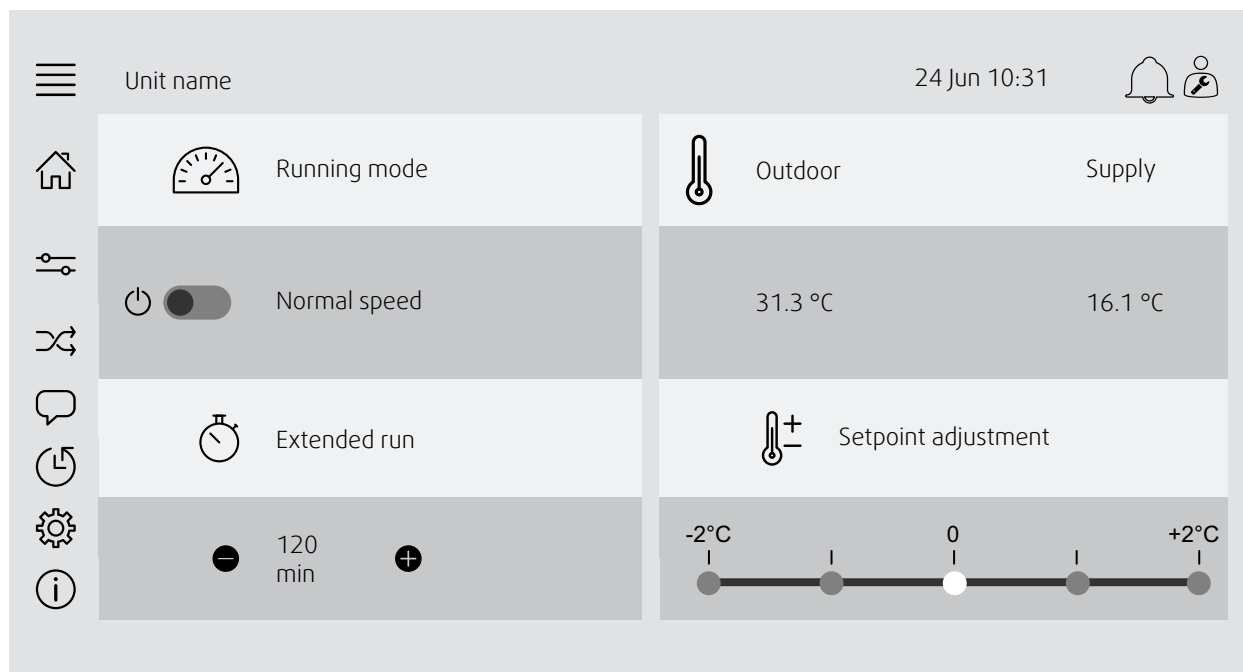 Unit name
24 Jun 10:31
Running mode
Outdoor
Supply
Normal speed
31.3 °C
16.1 °C
Extended run
Setpoint adjustment
120
min
-2°C
0
+2°C